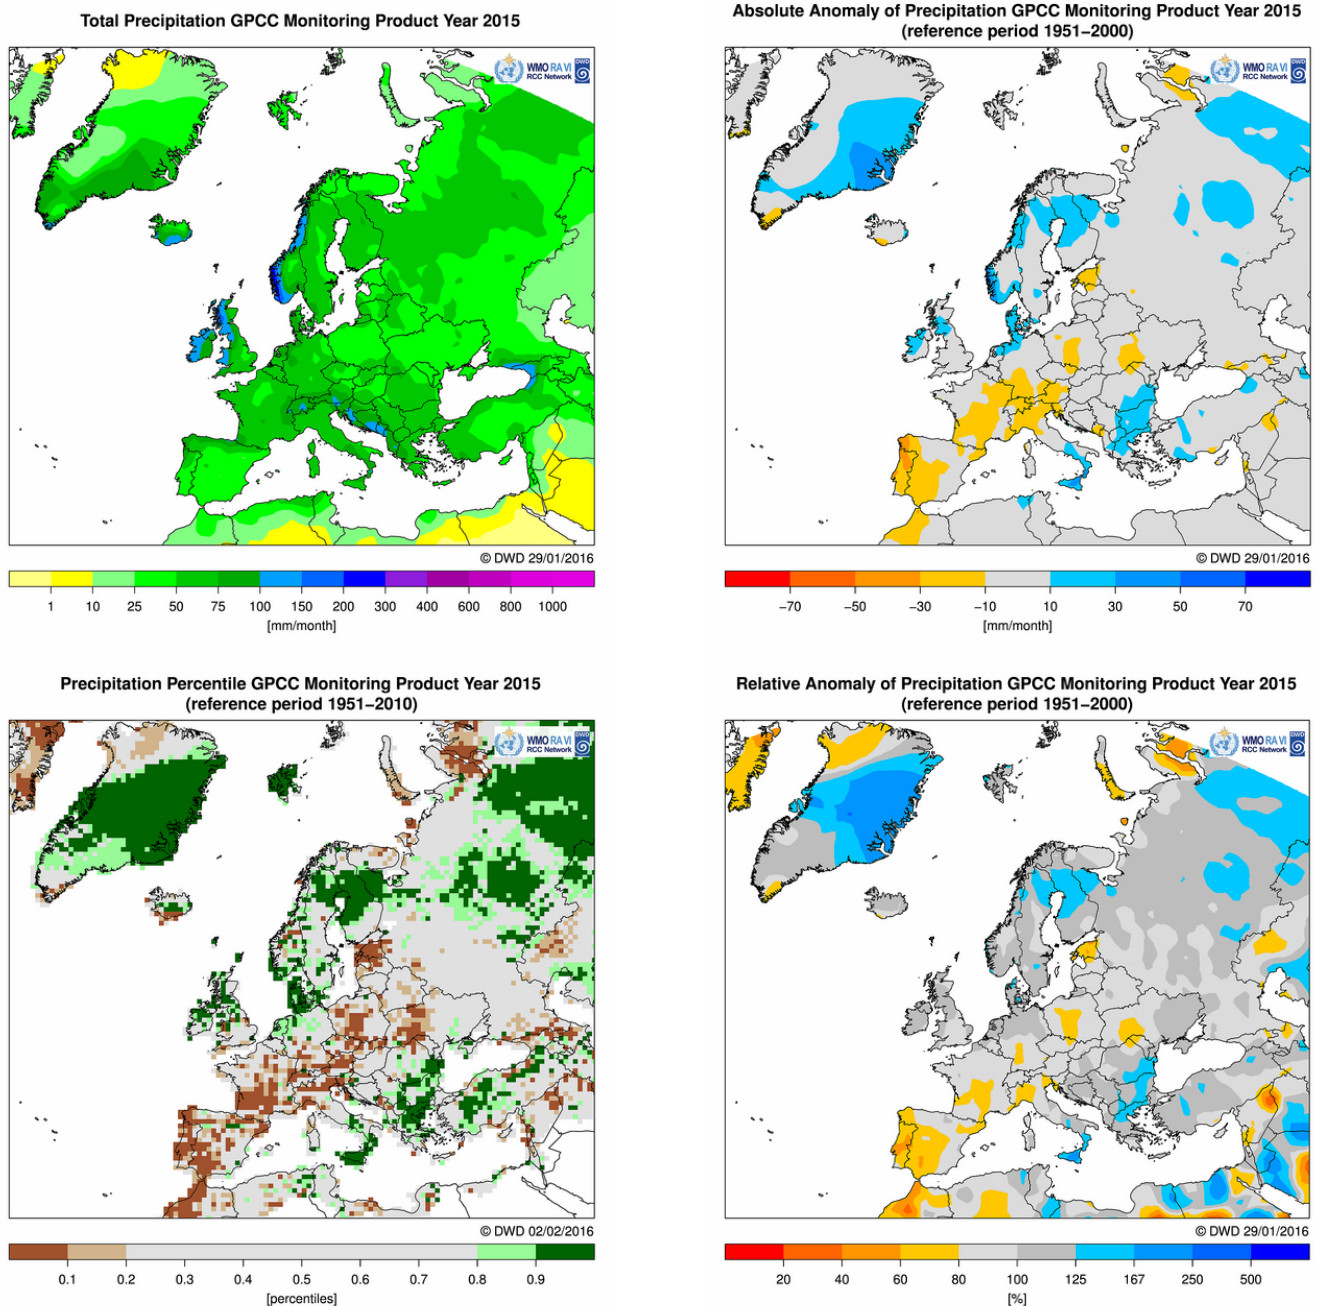 Total Precipitation GPCC Monitoring Product Year 2015
WMO RA VI
RCC Network
DWD
© DWD 29/01/2016
1 10 25 50 75 100 150 200 300 400 600 800 1000
[mm/month]
Absolute Anomaly of Precipitation GPCC Monitoring Product Year 2015
(reference period 1951−2000)
WMO RA VI
RCC Network
DWD
© DWD 29/01/2016
−70 −50 −30 −10 10 30 50 70
[mm/month]
Precipitation Percentile GPCC Monitoring Product Year 2015
(reference period 1951−2010)
WMO RA VI
RCC Network
DWD
© DWD 02/02/2016
0.1 0.2 0.3 0.4 0.5 0.6 0.7 0.8 0.9
[percentiles]
Relative Anomaly of Precipitation GPCC Monitoring Product Year 2015
(reference period 1951−2000)
WMO RA VI
RCC Network
DWD
© DWD 29/01/2016
20 40 60 80 100 125 167 250 500
[%]